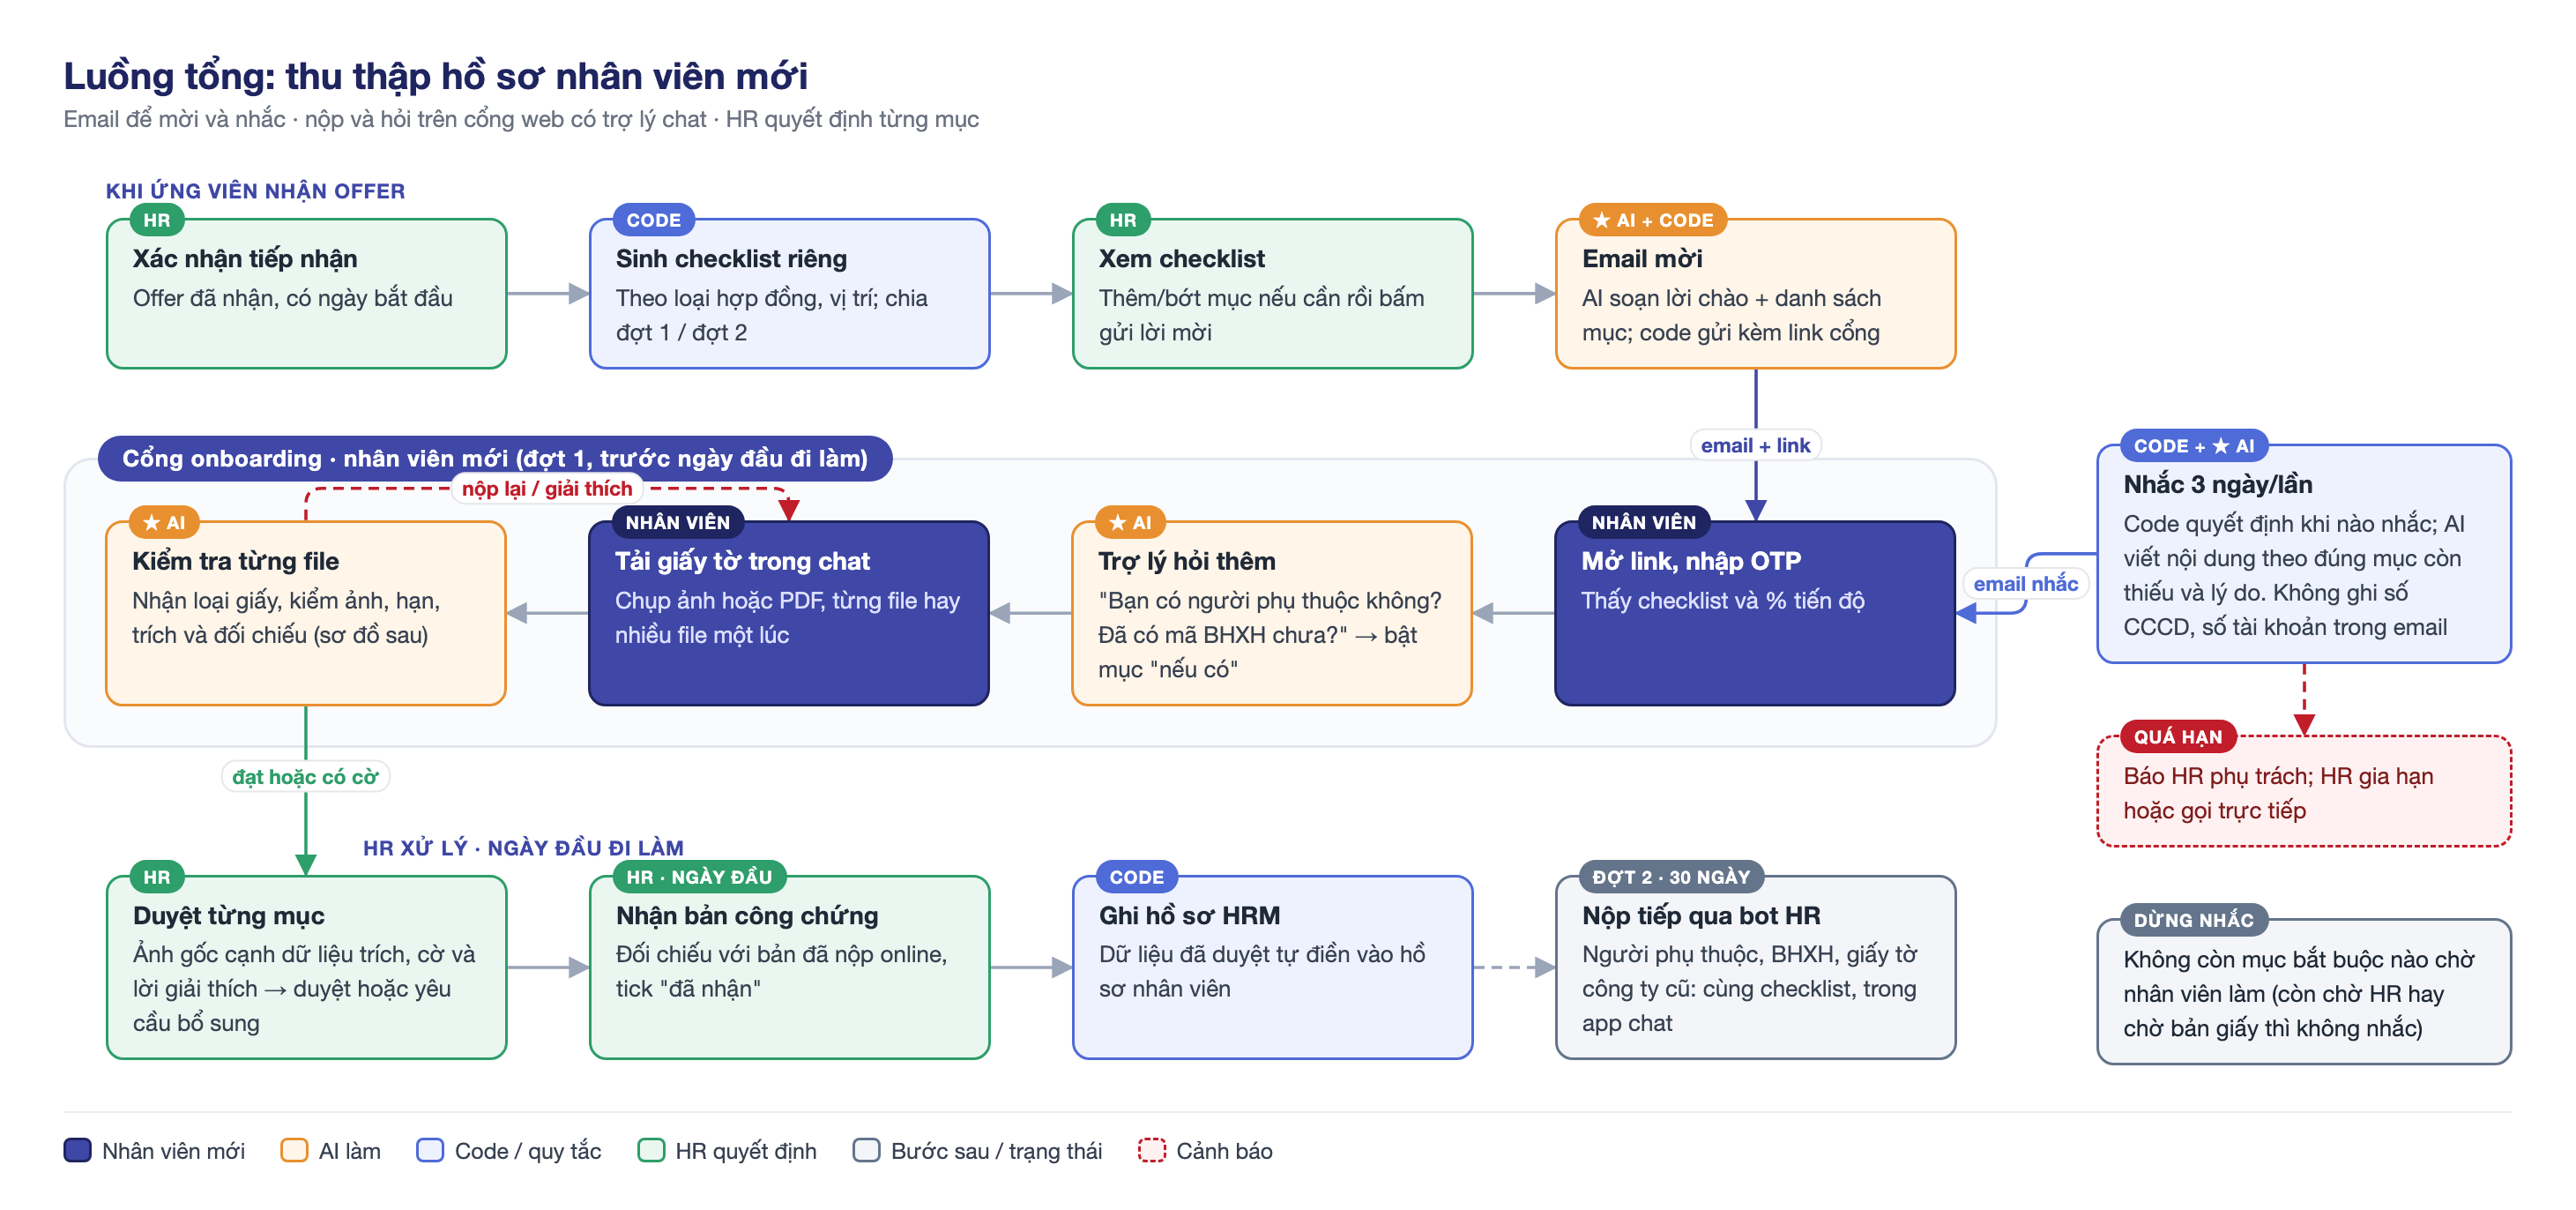 Luồng tổng: thu thập hồ sơ nhân viên mới
Email để mời và nhắc · nộp và hỏi trên cổng web có trợ lý chat · HR quyết định từng mục
KHI ỨNG VIÊN NHẬN OFFER
HR
Xác nhận tiếp nhận
Offer đã nhận, có ngày bắt đầu
CODE
Sinh checklist riêng
Theo loại hợp đồng, vị trí; chia
đợt 1 / đợt 2
HR
Xem checklist
Thêm/bớt mục nếu cần rồi bấm
gửi lời mời
★ AI + CODE
Email mời
AI soạn lời chào + danh sách
mục; code gửi kèm link cổng
email + link
Cổng onboarding · nhân viên mới (đợt 1, trước ngày đầu đi làm)
nộp lại / giải thích
★ AI
Kiểm tra từng file
Nhận loại giấy, kiểm ảnh, hạn,
trích và đối chiếu (sơ đồ sau)
NHÂN VIÊN
Tải giấy tờ trong chat
Chụp ảnh hoặc PDF, từng file hay
nhiều file một lúc
★ AI
Trợ lý hỏi thêm
"Bạn có người phụ thuộc không?
Đã có mã BHXH chưa?" → bật
mục "nếu có"
NHÂN VIÊN
Mở link, nhập OTP
Thấy checklist và % tiến độ
email nhắc
CODE + ★ AI
Nhắc 3 ngày/lần
Code quyết định khi nào nhắc; AI
viết nội dung theo đúng mục còn
thiếu và lý do. Không ghi số
CCCD, số tài khoản trong email
QUÁ HẠN
Báo HR phụ trách; HR gia hạn
hoặc gọi trực tiếp
đạt hoặc có cờ
HR XỬ LÝ · NGÀY ĐẦU ĐI LÀM
HR
Duyệt từng mục
Ảnh gốc cạnh dữ liệu trích, cờ và
lời giải thích → duyệt hoặc yêu
cầu bổ sung
HR · NGÀY ĐẦU
Nhận bản công chứng
Đối chiếu với bản đã nộp online,
tick "đã nhận"
CODE
Ghi hồ sơ HRM
Dữ liệu đã duyệt tự điền vào hồ
sơ nhân viên
ĐỢT 2 · 30 NGÀY
Nộp tiếp qua bot HR
Người phụ thuộc, BHXH, giấy tờ
công ty cũ: cùng checklist, trong
app chat
DỪNG NHẮC
Không còn mục bắt buộc nào chờ
nhân viên làm (còn chờ HR hay
chờ bản giấy thì không nhắc)
Nhân viên mới
AI làm
Code / quy tắc
HR quyết định
Bước sau / trạng thái
Cảnh báo